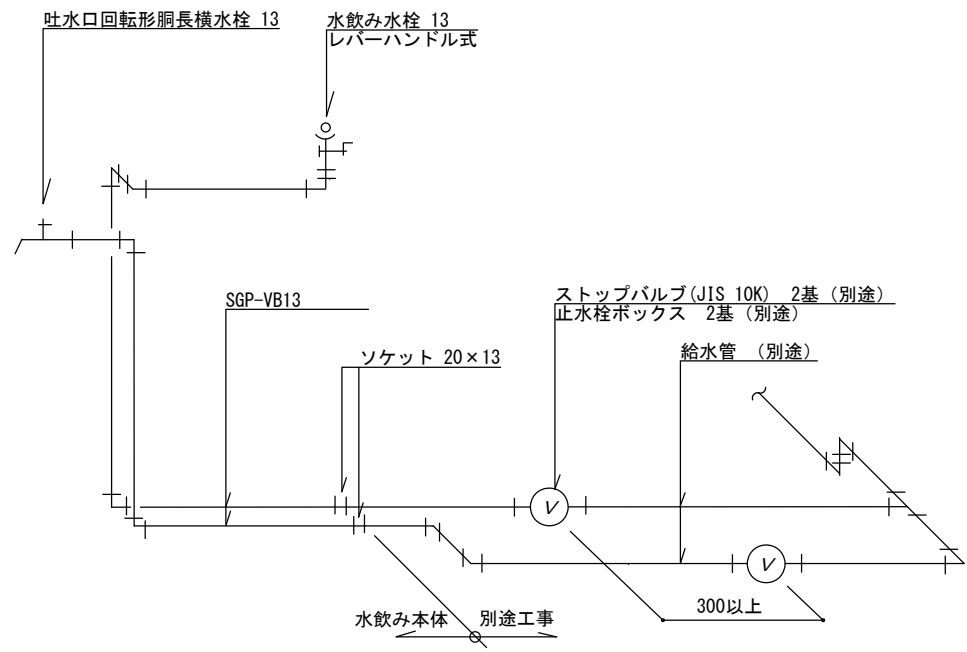 吐水口回転形胴長横水栓 13
水飲み水栓 13
レバーハンドル式
SGP-VB13
ソケット 20×13
ストップバルブ(JIS 10K) 2基 (別途)
止水栓ボックス 2基 (別途)
給水管 (別途)
V
V
300以上
水飲み本体
別途工事